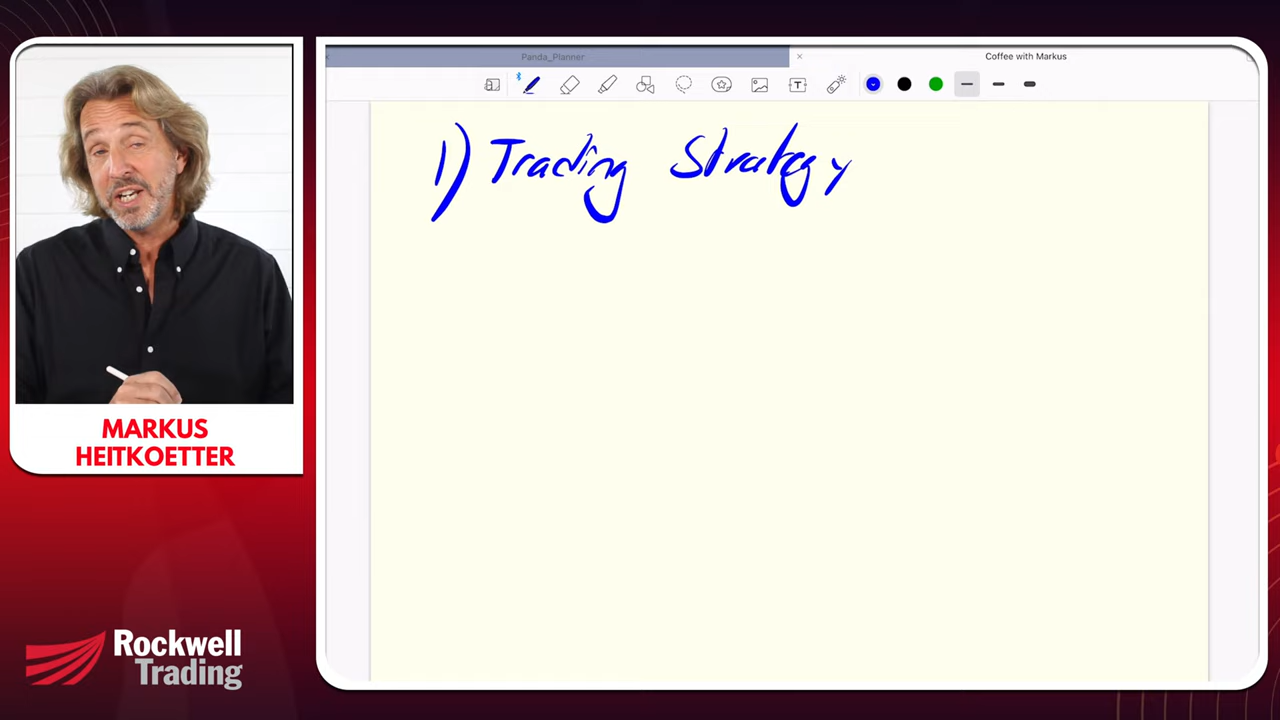 Panda_Planner
Coffee with Markus
T
1) Trading Strategy
MARKUS
HEITKOETTER
Rockwell
Trading